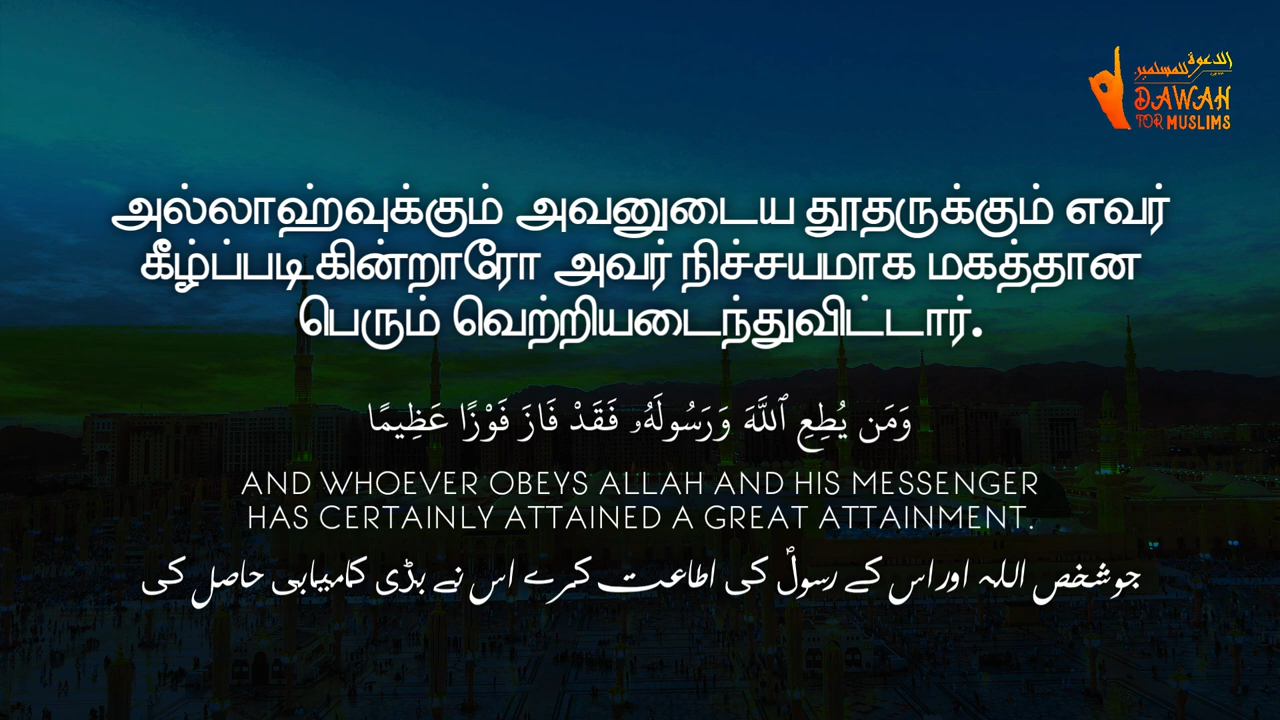 الدعوة للمسلمين
DAWAH
FOR MUSLIMS
அல்லாஹ்வுக்கும் அவனுடைய தூதருக்கும் எவர்
கீழ்ப்படிகின்றாரோ அவர் நிச்சயமாக மகத்தான
பெரும் வெற்றியடைந்துவிட்டார்.
وَمَن يُطِعِ ٱللَّهَ وَرَسُولَهُۥ فَقَدْ فَازَ فَوْزًا عَظِيمًا
AND WHOEVER OBEYS ALLAH AND HIS MESSENGER
HAS CERTAINLY ATTAINED A GREAT ATTAINMENT.
جو شخص اللہ اور اس کے رسولؐ کی اطاعت کرے اس نے بڑی کامیابی حاصل کی